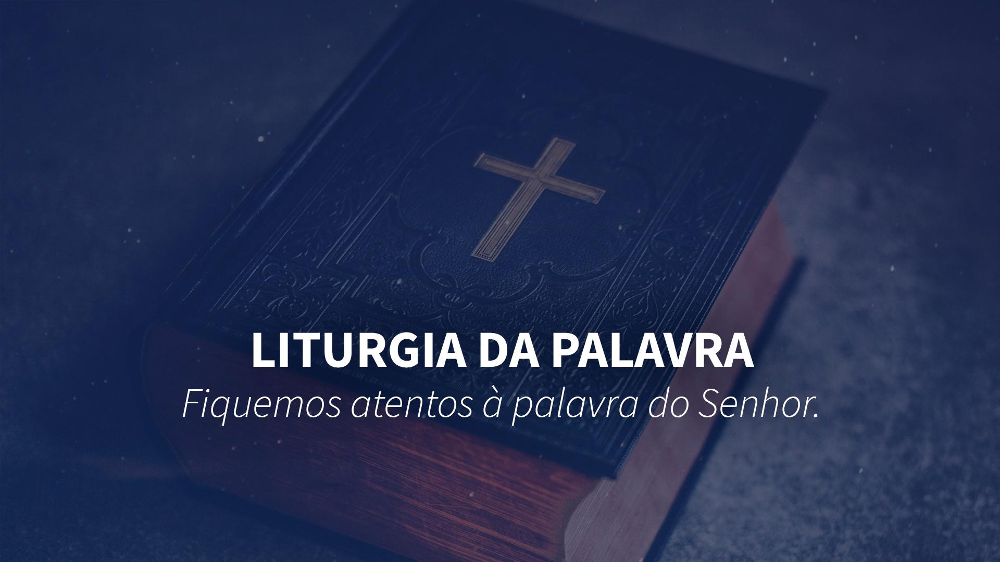 LITURGIA DA PALAVRA
Fiquemos atentos à palavra do Senhor.